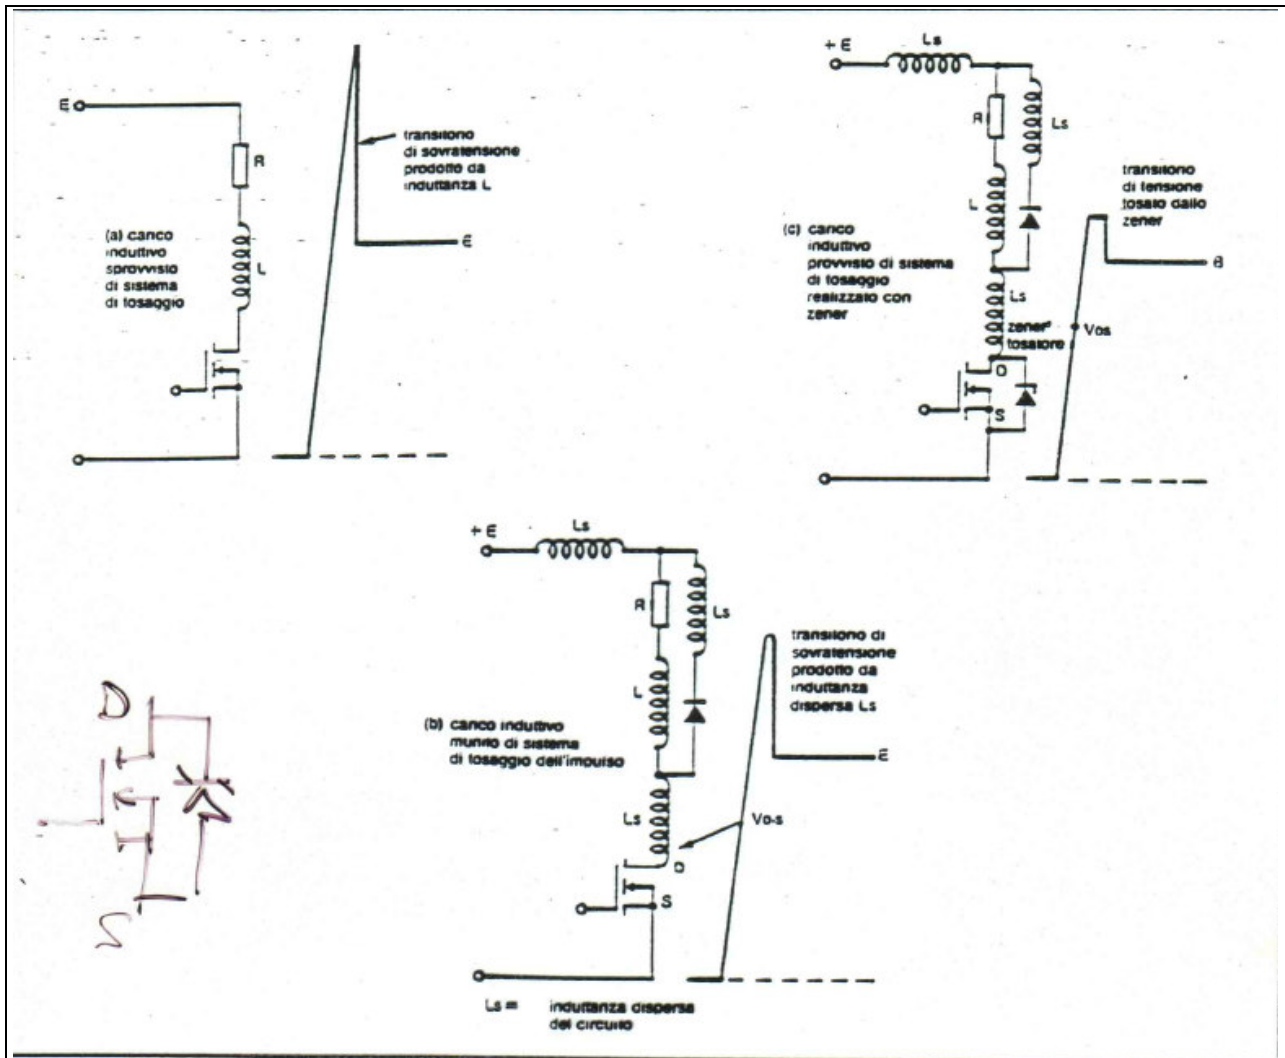 E
R
L
(a) carico
induttivo
sprovvisto
di sistema
di tosaggio
transitorio
di sovratensione
prodotto da
induttanza L
E
+ E
Ls
R
Ls
L
(c) carico
induttivo
provvisto di sistema
di tosaggio
realizzato con
zener
Ls
zener
tosatore
D
S
transitorio
di tensione
tosato dallo
zener
VDS
+ E
Ls
R
Ls
L
(b) carico induttivo
munito di sistema
di tosaggio dell'impulso
Ls
D
S
transitorio di
sovratensione
prodotto da
induttanza
dispersa Ls
E
VD-S
Ls = induttanza dispersa
del circuito
D